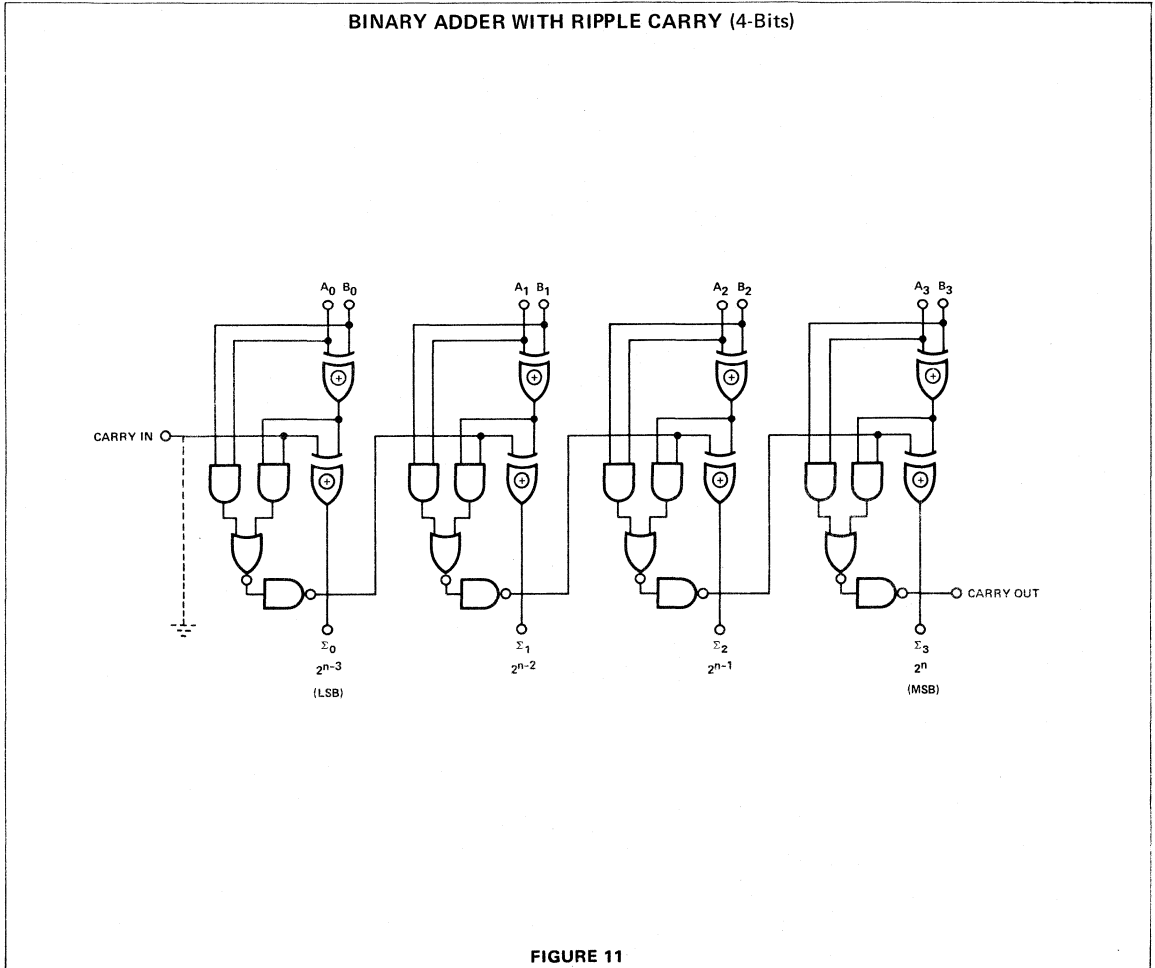 BINARY ADDER WITH RIPPLE CARRY (4-Bits)
A₀ B₀ A₁ B₁ A₂ B₂ A₃ B₃
CARRY IN
CARRY OUT
Σ₀ Σ₁ Σ₂ Σ₃
2ⁿ⁻³ 2ⁿ⁻² 2ⁿ⁻¹ 2ⁿ
(LSB) (MSB)
FIGURE 11